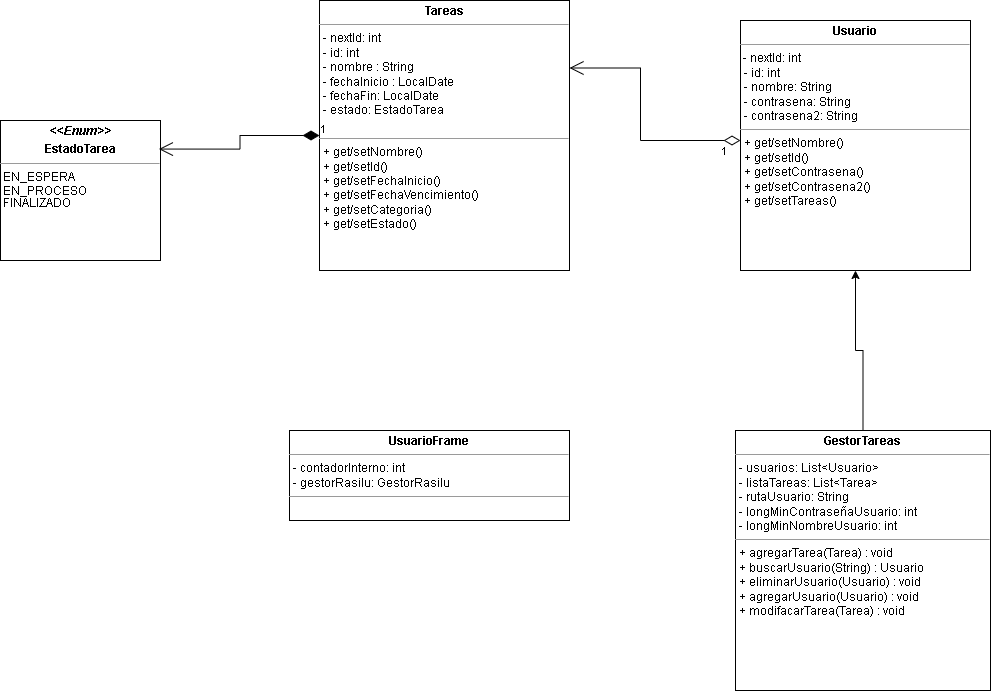 Tareas
- nextId: int
- id: int
- nombre : String
- fechaInicio : LocalDate
- fechaFin: LocalDate
- estado: EstadoTarea
1
+ get/setNombre()
+ get/setId()
+ get/setFechaInicio()
+ get/setFechaVencimiento()
+ get/setCategoria()
+ get/setEstado()
Usuario
- nextId: int
- id: int
- nombre: String
- contrasena: String
- contrasena2: String
1
+ get/setNombre()
+ get/setId()
+ get/setContrasena()
+ get/setContrasena2()
+ get/setTareas()
<<Enum>>
EstadoTarea
EN_ESPERA
EN_PROCESO
FINALIZADO
UsuarioFrame
- contadorInterno: int
- gestorRasilu: GestorRasilu
GestorTareas
- usuarios: List<Usuario>
- listaTareas: List<Tarea>
- rutaUsuario: String
- longMinContraseñaUsuario: int
- longMinNombreUsuario: int
+ agregarTarea(Tarea) : void
+ buscarUsuario(String) : Usuario
+ eliminarUsuario(Usuario) : void
+ agregarUsuario(Usuario) : void
+ modifacarTarea(Tarea) : void